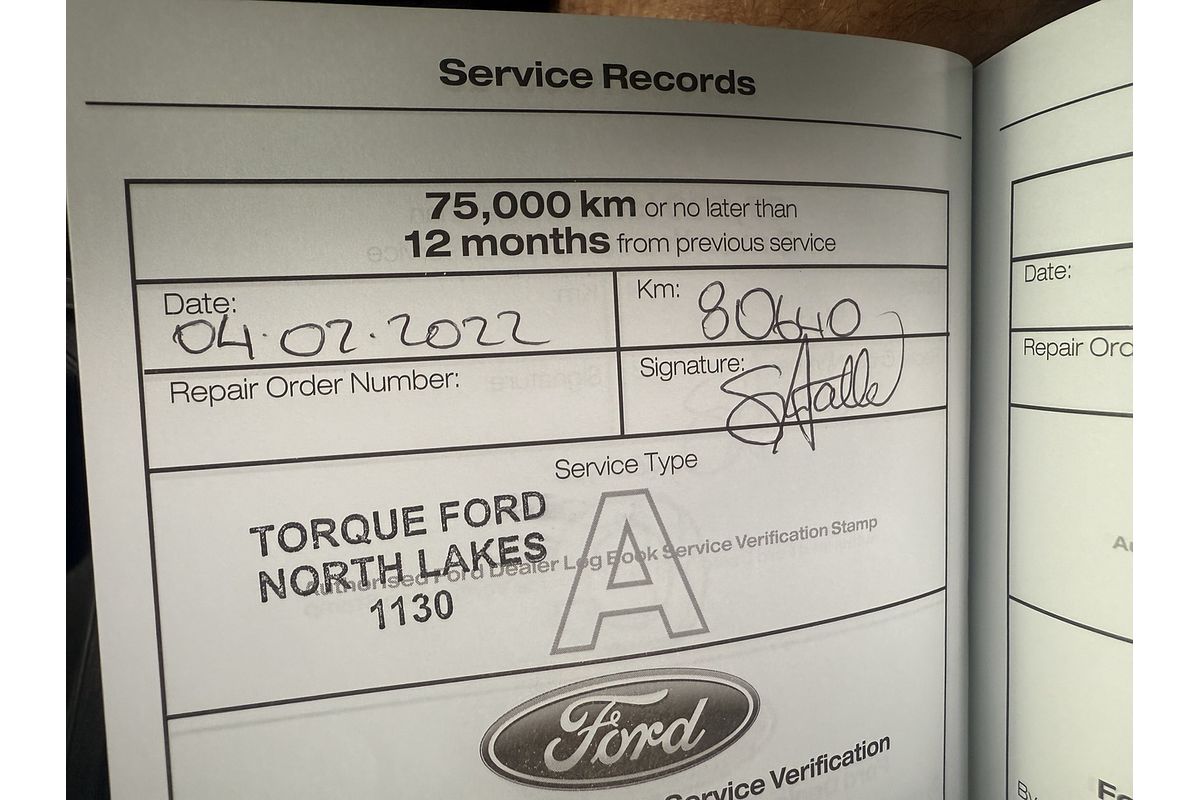 Service Records
75,000 km or no later than
12 months from previous service
Date:
04.02.2022
Km:
80640
Repair Order Number:
Signature:
Service Type
A
TORQUE FORD
NORTH LAKES
1130
Authorised Ford Dealer Log Book Service Verification Stamp
Ford
Service Verification
Date:
Repair Orc
By